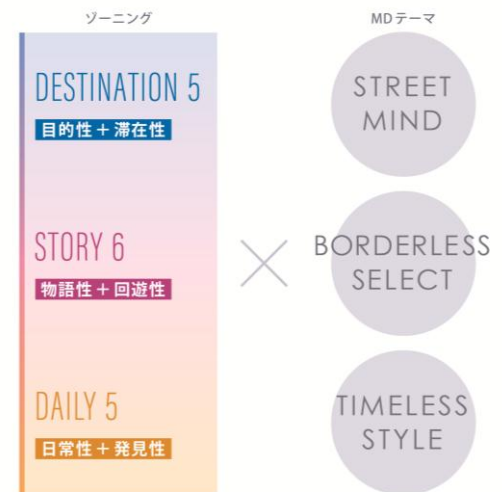 ゾーニング
DESTINATION 5
目的性＋滞在性
STORY 6
物語性＋回遊性
DAILY 5
日常性＋発見性
×
MDテーマ
STREET
MIND
BORDERLESS
SELECT
TIMELESS
STYLE